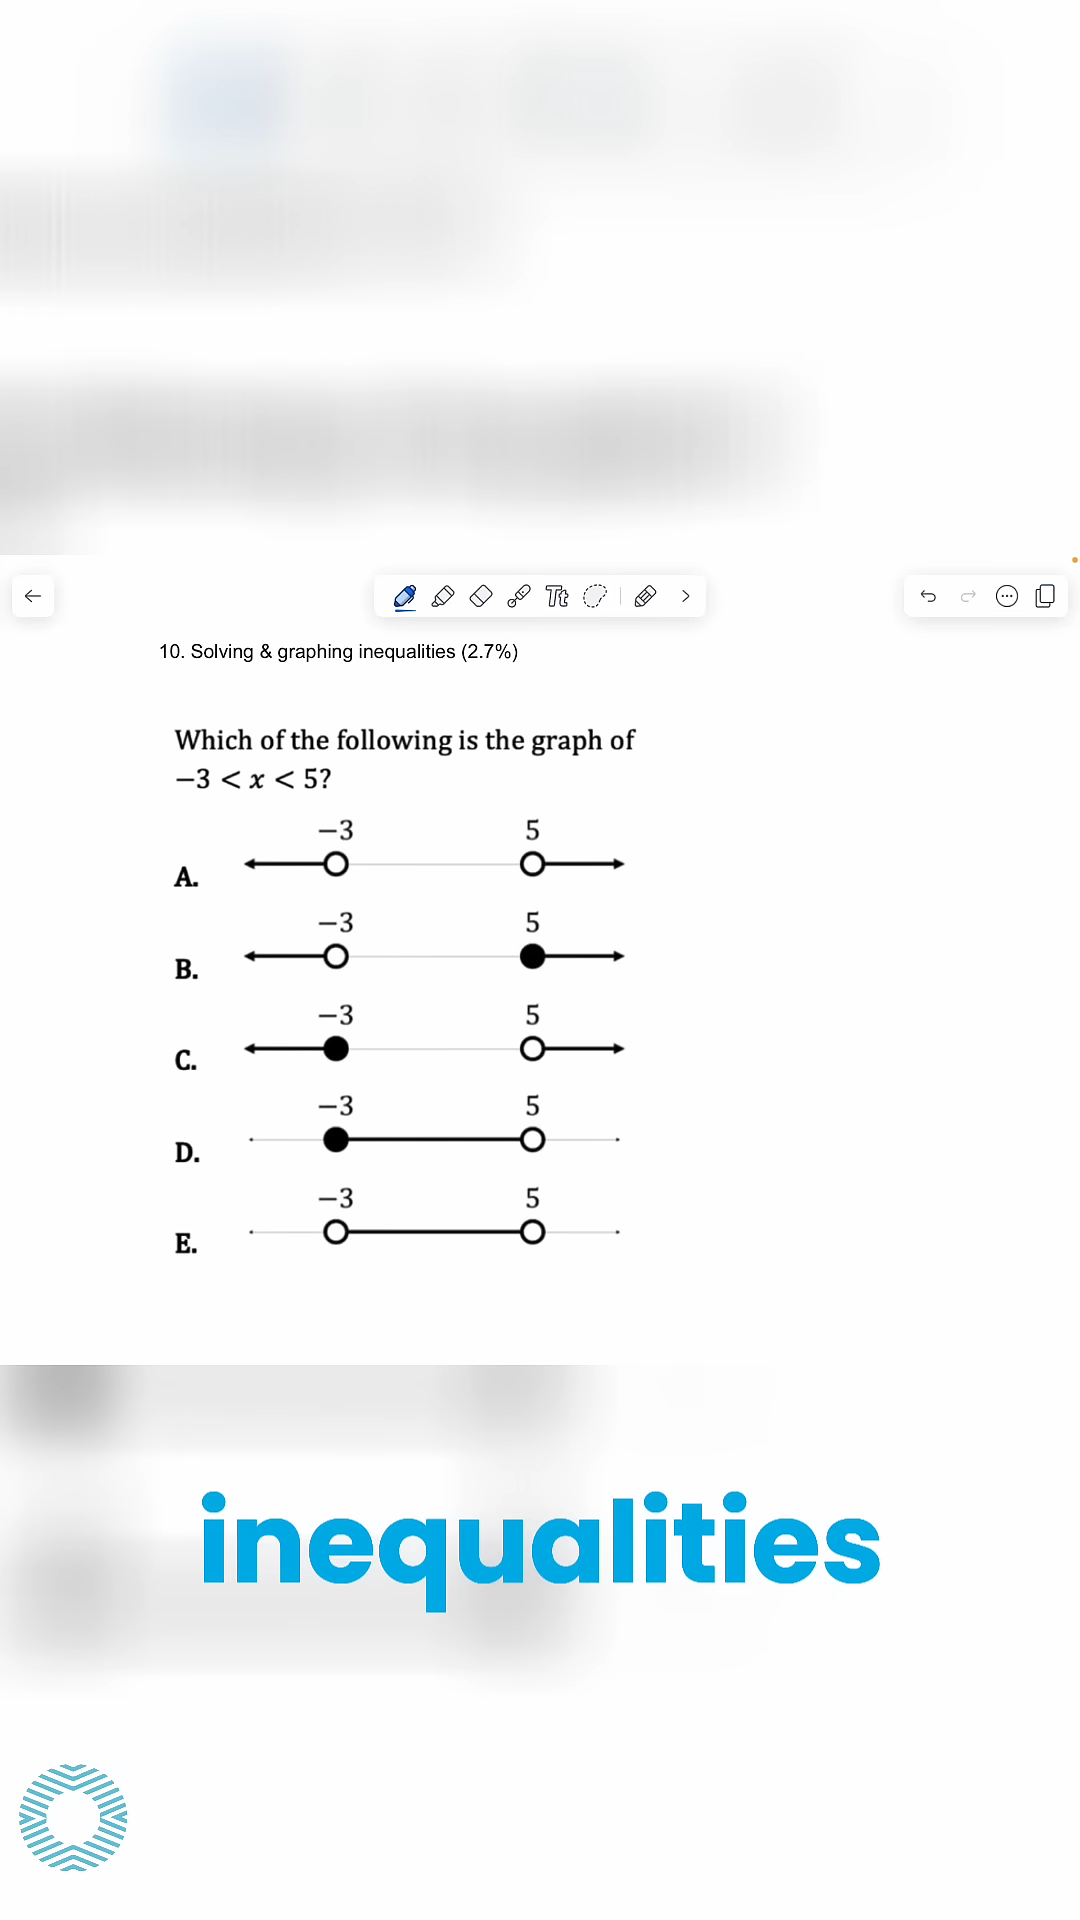 Tt
10. Solving & graphing inequalities (2.7%)
Which of the following is the graph of
−3 < x < 5?
−3 5
A.
−3 5
B.
−3 5
C.
−3 5
D.
−3 5
E.
inequalities